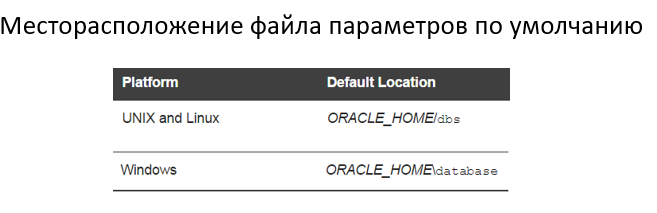 Месторасположение файла параметров по умолчанию
Platform Default Location
UNIX and Linux ORACLE_HOME/dbs
Windows ORACLE_HOME\database